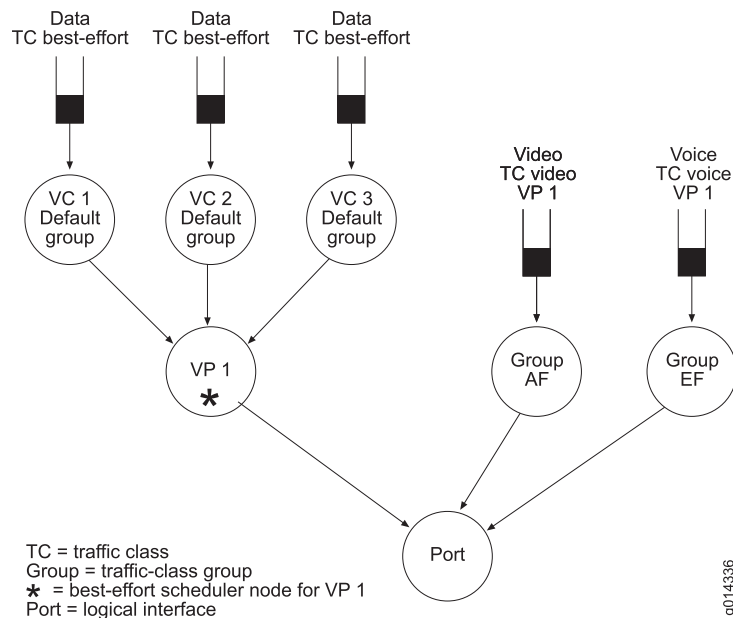 Data
TC best-effort
Data
TC best-effort
Data
TC best-effort
Video
TC video
VP 1
Voice
TC voice
VP 1
VC 1
Default
group
VC 2
Default
group
VC 3
Default
group
VP 1
*
Group
AF
Group
EF
Port
TC = traffic class
Group = traffic-class group
* = best-effort scheduler node for VP 1
Port = logical interface
g014336